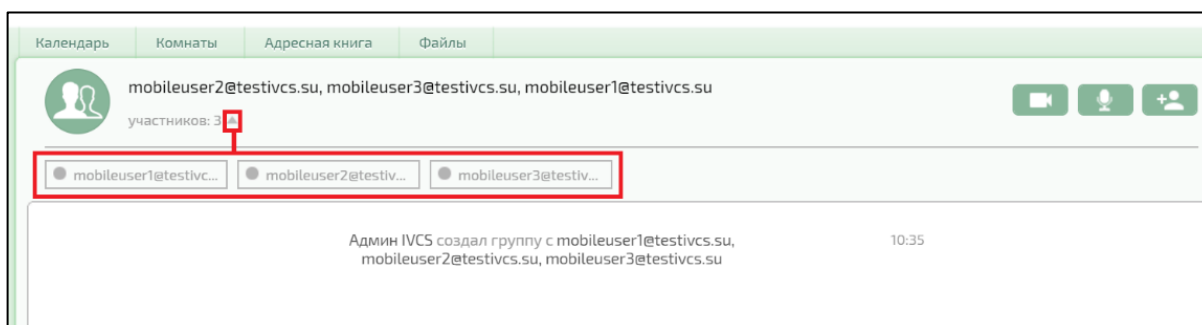 Календарь Комнаты Адресная книга Файлы
mobileuser2@testivcs.su, mobileuser3@testivcs.su, mobileuser1@testivcs.su
участников: 3
mobileuser1@testivc... mobileuser2@testiv... mobileuser3@testiv...
Админ IVCS создал группу с mobileuser1@testivcs.su, 10:35
mobileuser2@testivcs.su, mobileuser3@testivcs.su